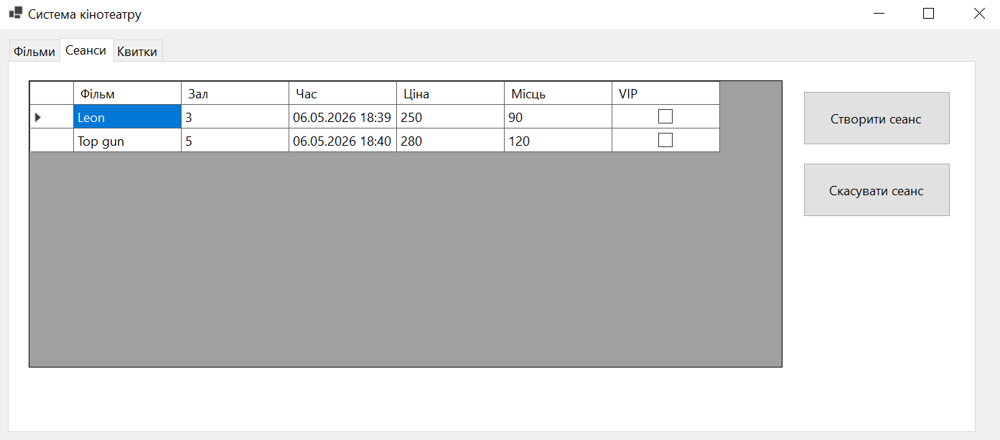 Система кінотеатру
Фільми Сеанси Квитки
Фільм Зал Час Ціна Місць VIP
Leon 3 06.05.2026 18:39 250 90
Top gun 5 06.05.2026 18:40 280 120
Створити сеанс
Скасувати сеанс